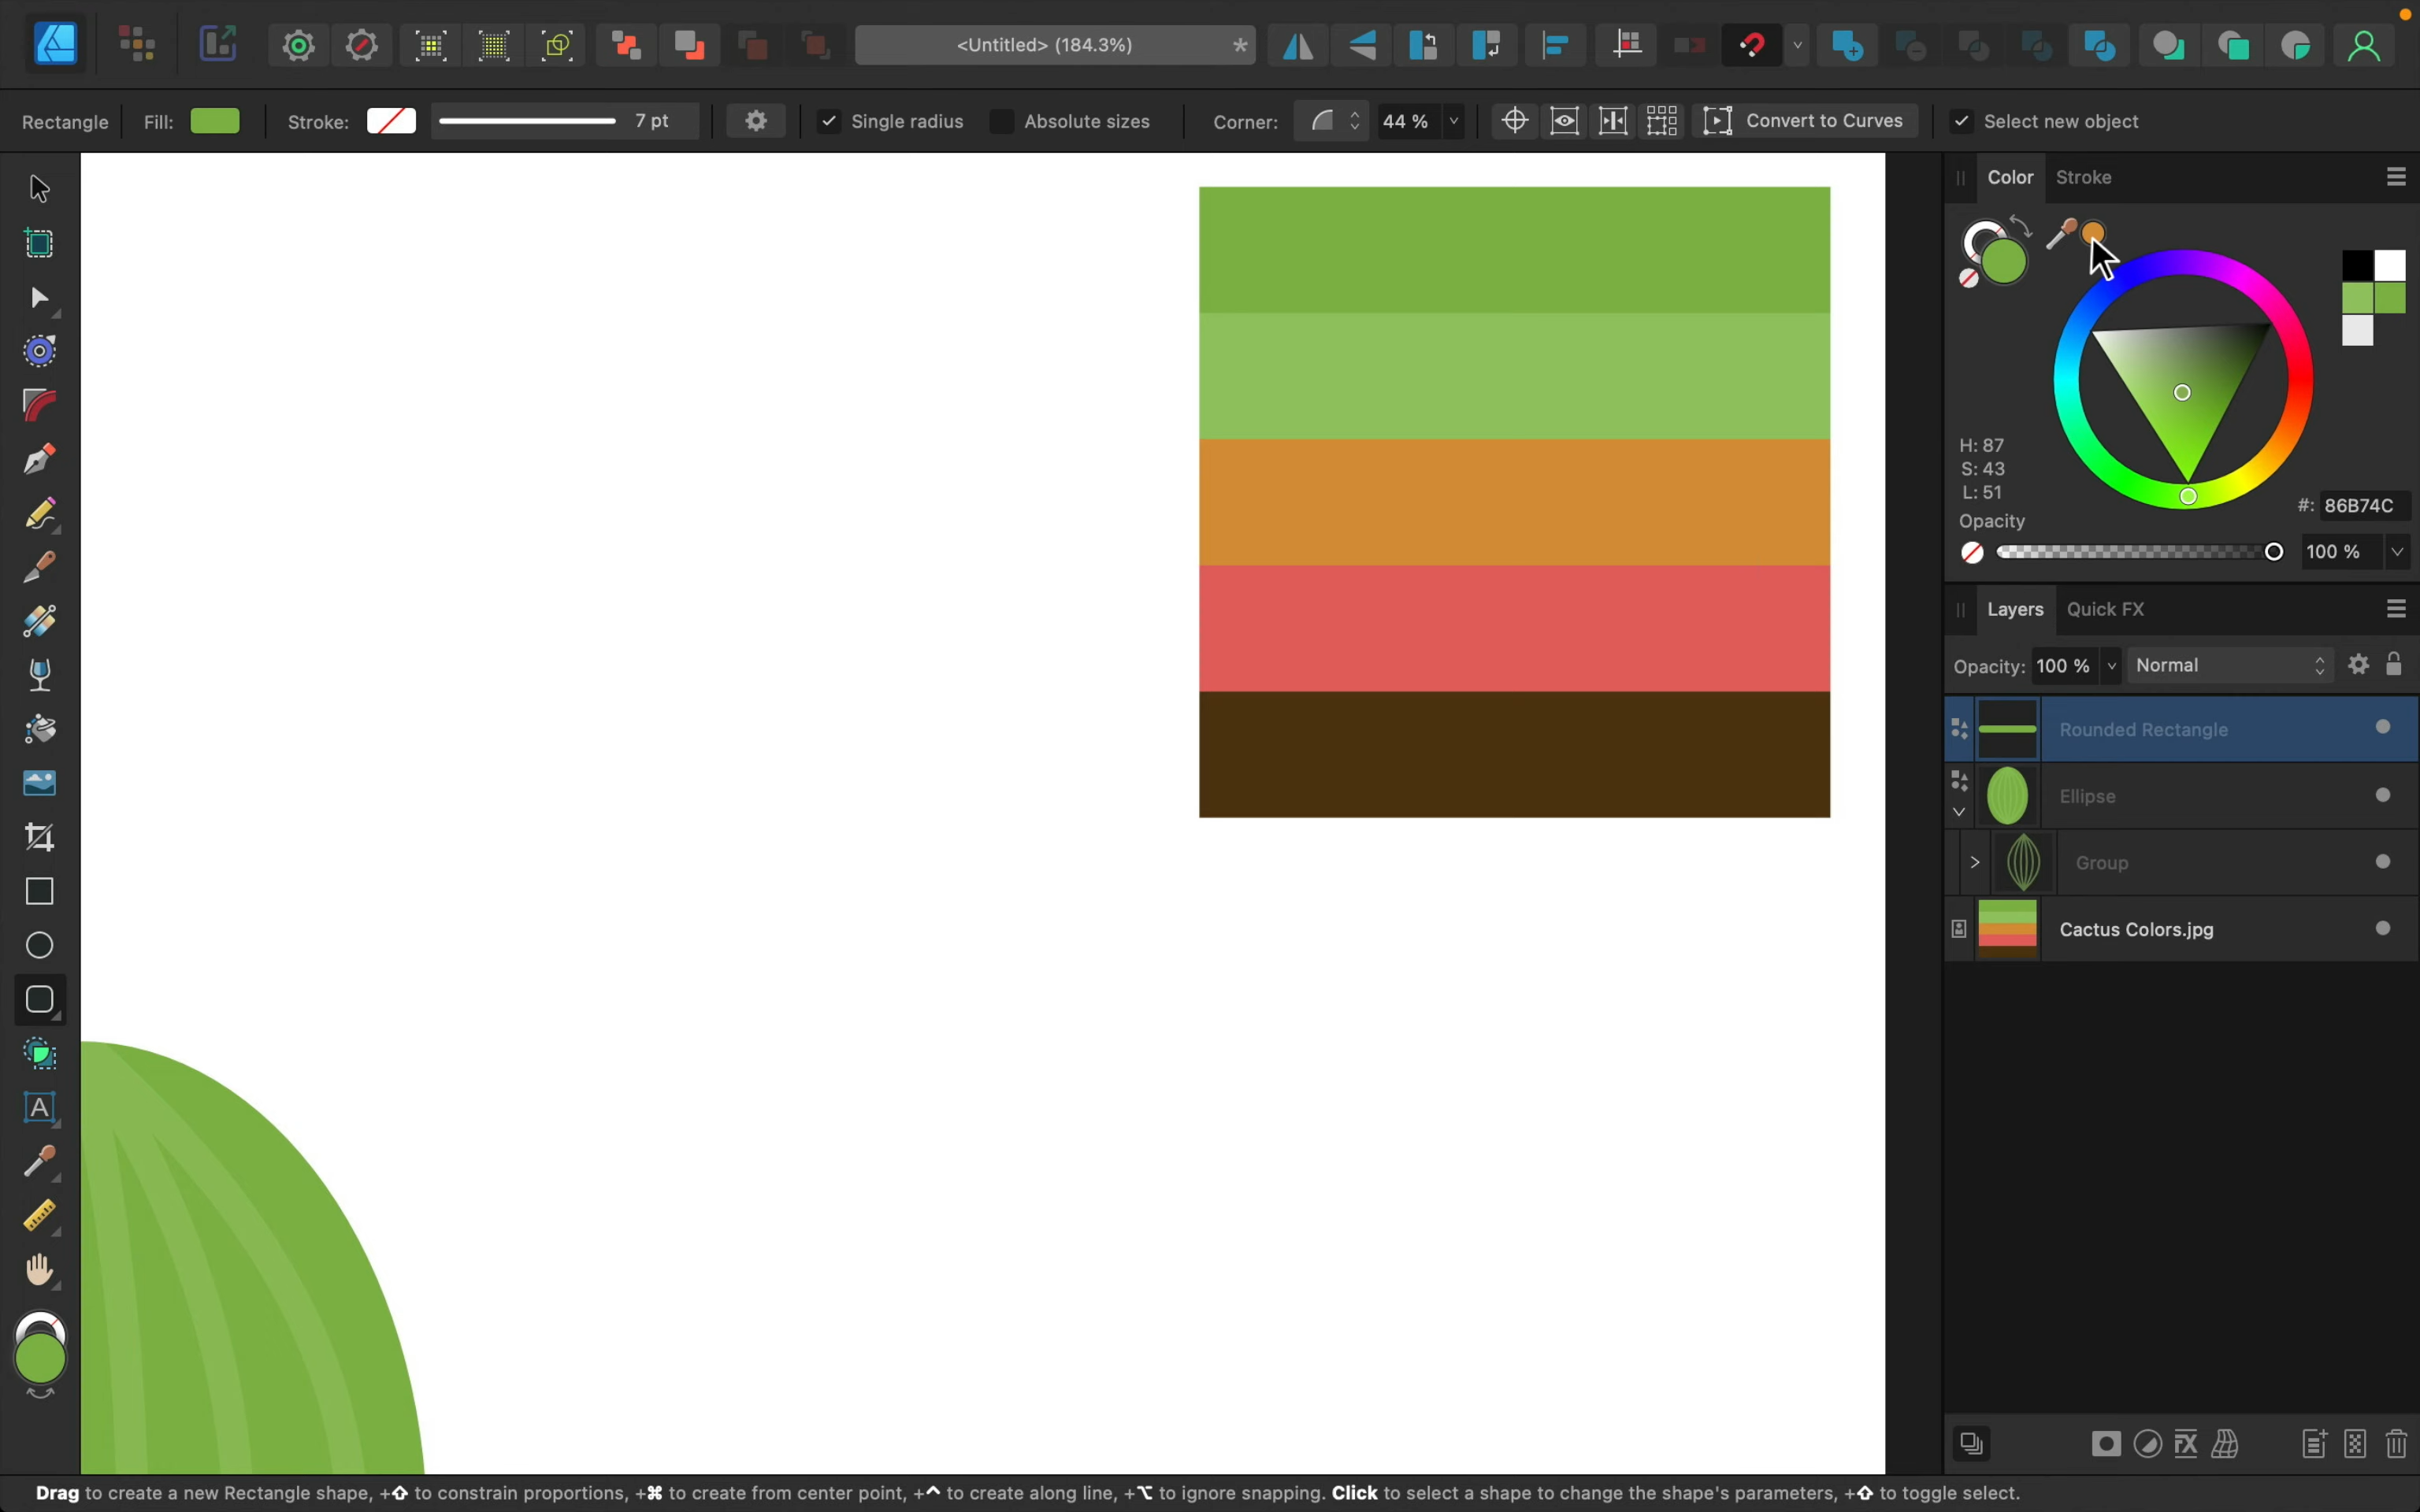 <Untitled> (184.3%) *
Rectangle Fill: Stroke: 7 pt Single radius Absolute sizes Corner: 44 % Convert to Curves Select new object
Color Stroke
H: 87
S: 43
L: 51
#: 86B74C
Opacity
100 %
Layers Quick FX
Opacity: 100 % Normal
Rounded Rectangle
Ellipse
Group
Cactus Colors.jpg
A
FX
Drag to create a new Rectangle shape, +⇧ to constrain proportions, +⌘ to create from center point, +⌃ to create along line, +⌥ to ignore snapping. Click to select a shape to change the shape's parameters, +⇧ to toggle select.